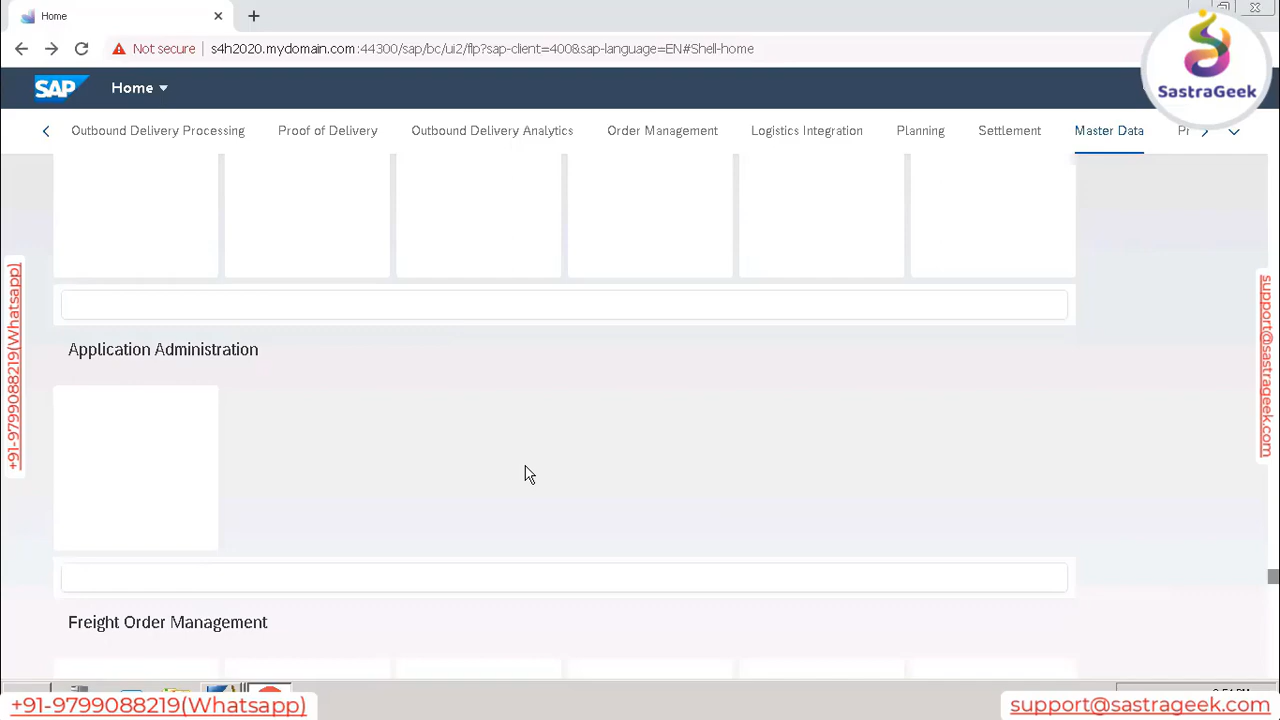 Home
Not secure s4h2020.mydomain.com:44300/sap/bc/ui2/flp?sap-client=400&sap-language=EN#Shell-home
SAP Home
SastraGeek
Outbound Delivery Processing Proof of Delivery Outbound Delivery Analytics Order Management Logistics Integration Planning Settlement Master Data Pr
Application Administration
Freight Order Management
+91-9799088219(Whatsapp)
support@sastrageek.com
+91-9799088219(Whatsapp)
support@sastrageek.com